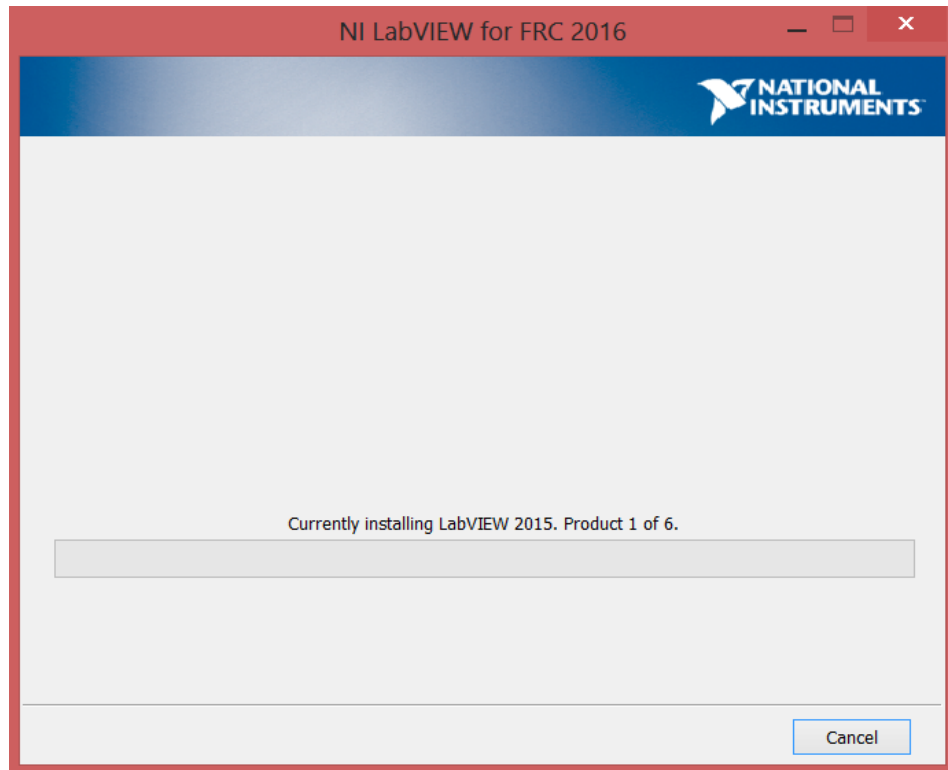 NI LabVIEW for FRC 2016
NATIONAL
INSTRUMENTS
Currently installing LabVIEW 2015. Product 1 of 6.
Cancel